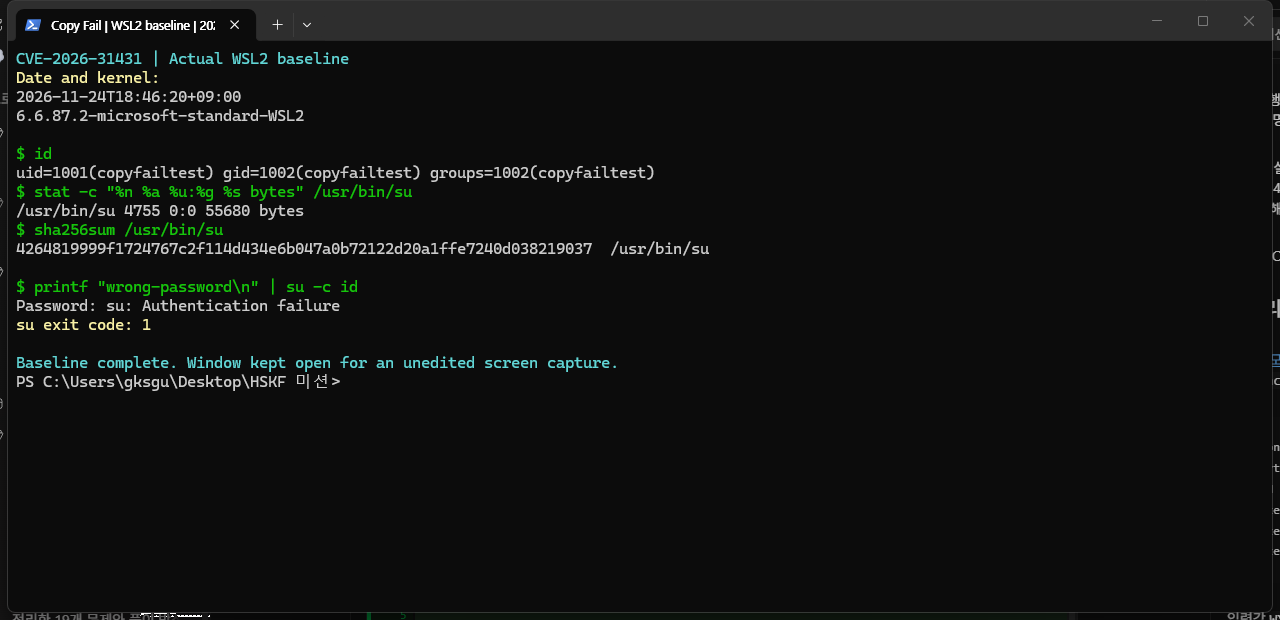 Copy Fail | WSL2 baseline | 202
CVE-2026-31431 | Actual WSL2 baseline
Date and kernel:
2026-11-24T18:46:20+09:00
6.6.87.2-microsoft-standard-WSL2
$ id
uid=1001(copyfailtest) gid=1002(copyfailtest) groups=1002(copyfailtest)
$ stat -c "%n %a %u:%g %s bytes" /usr/bin/su
/usr/bin/su 4755 0:0 55680 bytes
$ sha256sum /usr/bin/su
4264819999f1724767c2f114d434e6b047a0b72122d20a1ffe7240d038219037  /usr/bin/su
$ printf "wrong-password\n" | su -c id
Password: su: Authentication failure
su exit code: 1
Baseline complete. Window kept open for an unedited screen capture.
PS C:\Users\gksgu\Desktop\HSKF 미션>